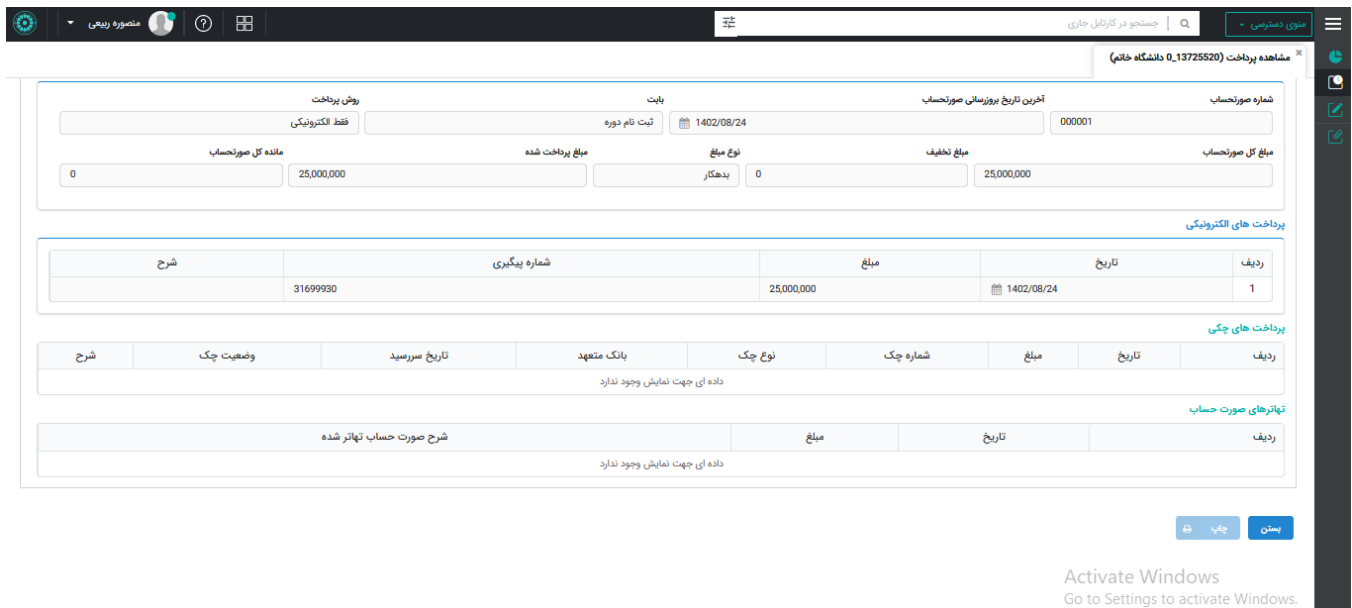 منوی دسترسی
جستجو در کارتابل جاری
منصوره ربیعی
مشاهده پرداخت (13725520_0 دانشگاه خاتم)
شماره صورتحساب آخرین تاریخ بروزرسانی صورتحساب بابت روش پرداخت
000001 1402/08/24 ثبت نام دوره فقط الکترونیکی
مبلغ کل صورتحساب مبلغ تخفیف نوع مبلغ مبلغ پرداخت شده مانده کل صورتحساب
25,000,000 0 بدهکار 25,000,000 0
پرداخت های الکترونیکی
ردیف تاریخ مبلغ شماره پیگیری شرح
1 1402/08/24 25,000,000 31699930
پرداخت های چکی
ردیف تاریخ مبلغ شماره چک نوع چک بانک متعهد تاریخ سررسید وضعیت چک شرح
داده ای جهت نمایش وجود ندارد
تهاترهای صورت حساب
ردیف تاریخ مبلغ شرح صورت حساب تهاتر شده
داده ای جهت نمایش وجود ندارد
بستن چاپ
Activate Windows
Go to Settings to activate Windows.